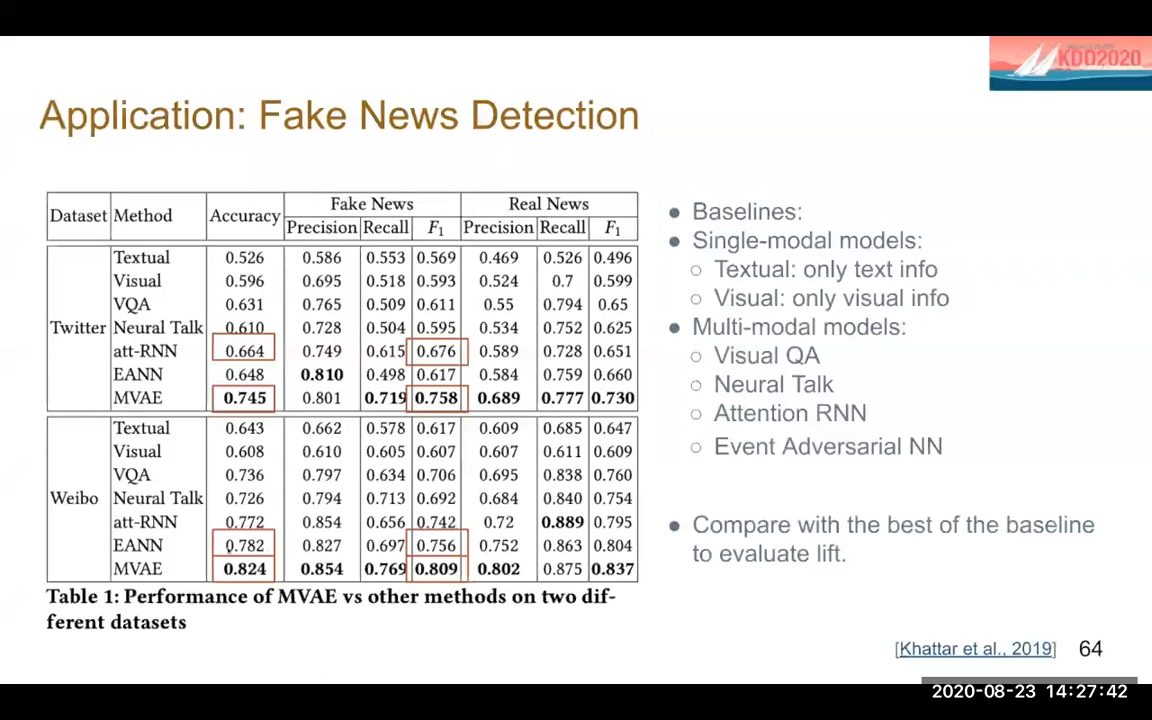 KDD2020
Application: Fake News Detection
Dataset Method Accuracy Fake News Real News
Precision Recall F1 Precision Recall F1
Twitter
Textual 0.526 0.586 0.553 0.569 0.469 0.526 0.496
Visual 0.596 0.695 0.518 0.593 0.524 0.7 0.599
VQA 0.631 0.765 0.509 0.611 0.55 0.794 0.65
Neural Talk 0.610 0.728 0.504 0.595 0.534 0.752 0.625
att-RNN 0.664 0.749 0.615 0.676 0.589 0.728 0.651
EANN 0.648 0.810 0.498 0.617 0.584 0.759 0.660
MVAE 0.745 0.801 0.719 0.758 0.689 0.777 0.730
Weibo
Textual 0.643 0.662 0.578 0.617 0.609 0.685 0.647
Visual 0.608 0.610 0.605 0.607 0.607 0.611 0.609
VQA 0.736 0.797 0.634 0.706 0.695 0.838 0.760
Neural Talk 0.726 0.794 0.713 0.692 0.684 0.840 0.754
att-RNN 0.772 0.854 0.656 0.742 0.72 0.889 0.795
EANN 0.782 0.827 0.697 0.756 0.752 0.863 0.804
MVAE 0.824 0.854 0.769 0.809 0.802 0.875 0.837
Table 1: Performance of MVAE vs other methods on two dif-
ferent datasets
● Baselines:
● Single-modal models:
○ Textual: only text info
○ Visual: only visual info
● Multi-modal models:
○ Visual QA
○ Neural Talk
○ Attention RNN
○ Event Adversarial NN
● Compare with the best of the baseline
to evaluate lift.
[Khattar et al., 2019] 64
2020-08-23 14:27:42